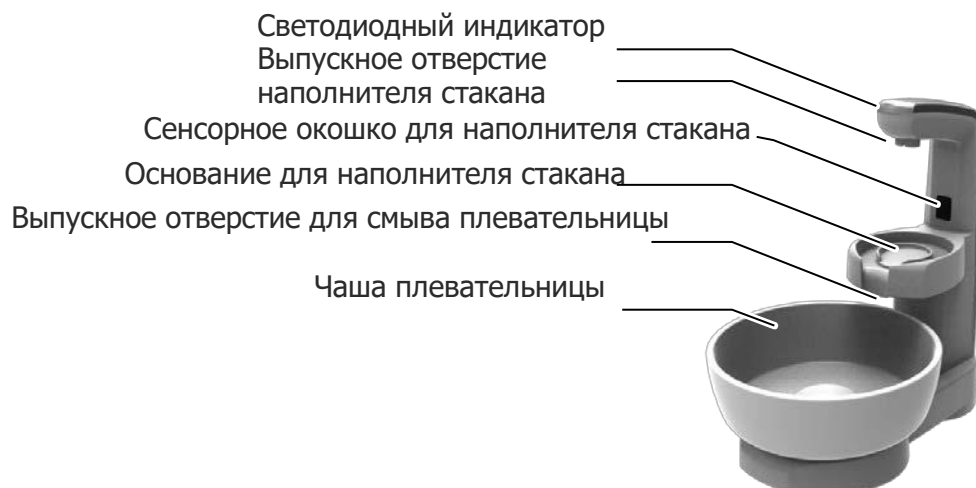 Светодиодный индикатор
Выпускное отверстие
наполнителя стакана
Сенсорное окошко для наполнителя стакана
Основание для наполнителя стакана
Выпускное отверстие для смыва плевательницы
Чаша плевательницы